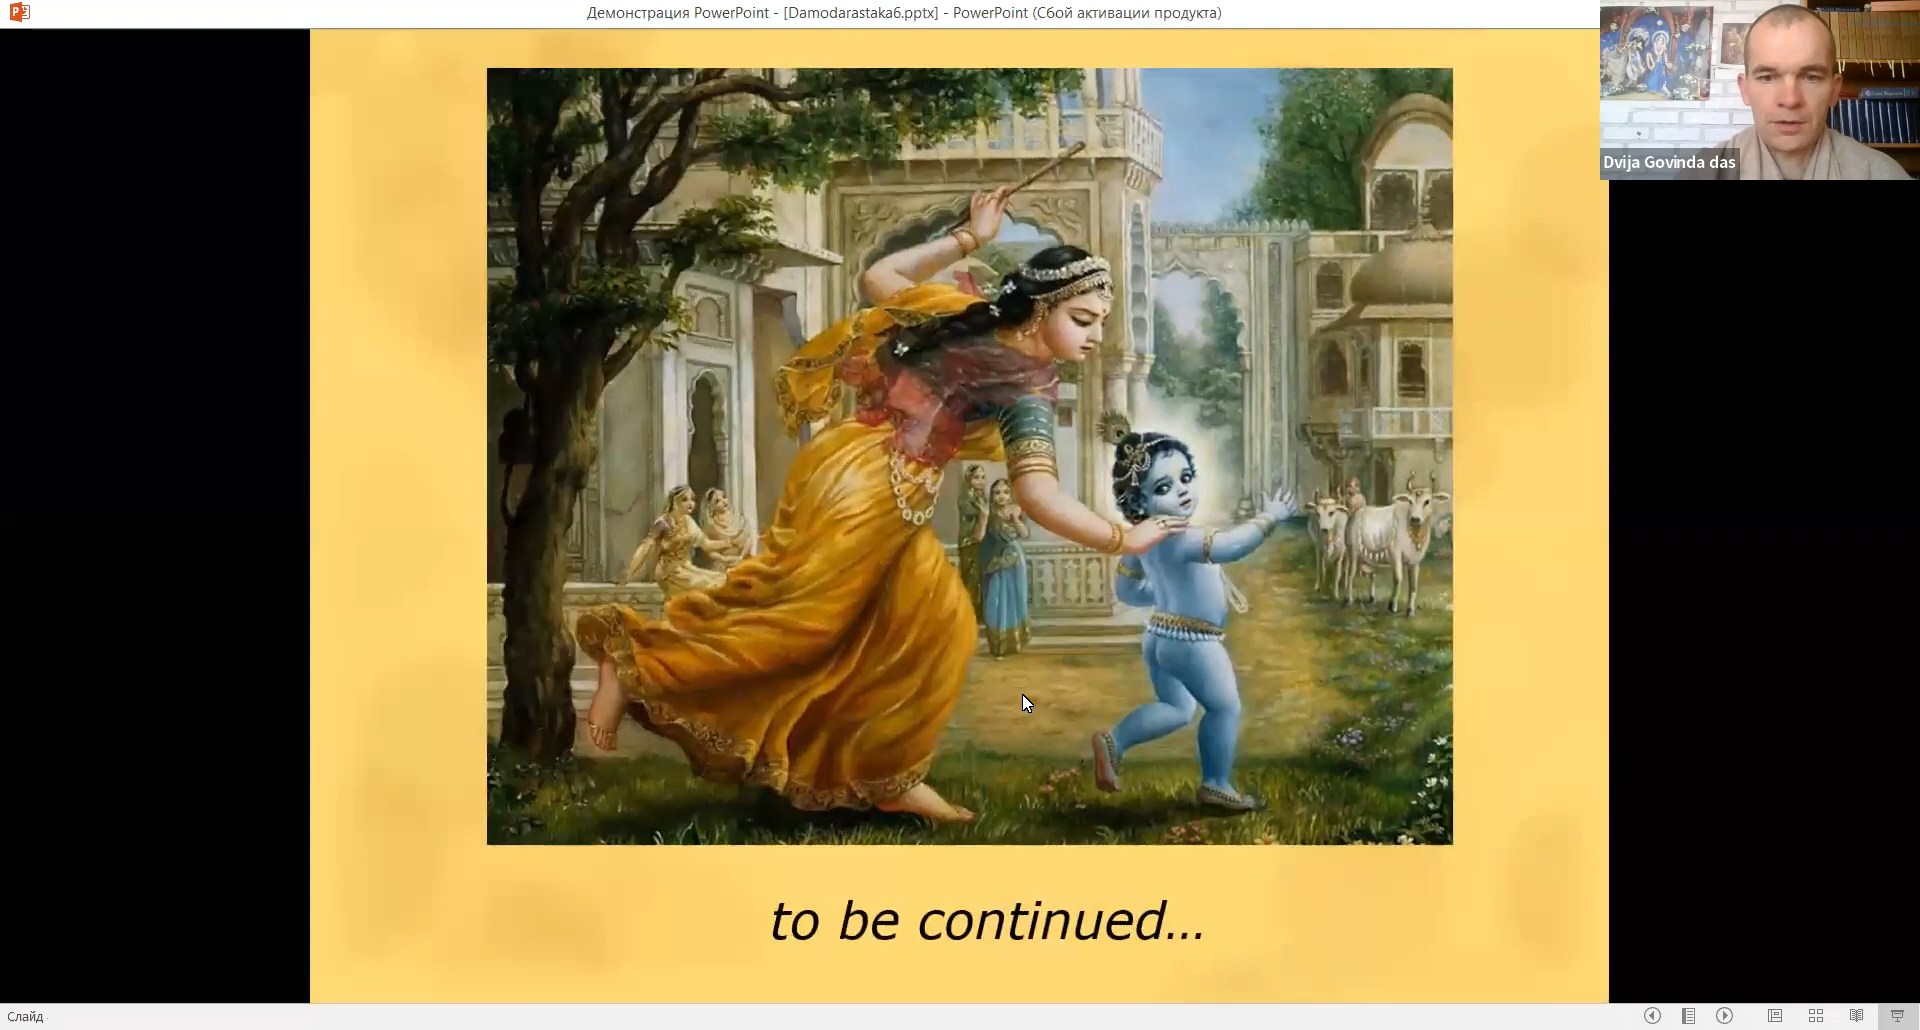 Демонстрация PowerPoint - [Damodarastaka6.pptx] - PowerPoint (Сбой активации продукта)
Dvija Govinda das
to be continued...
Слайд